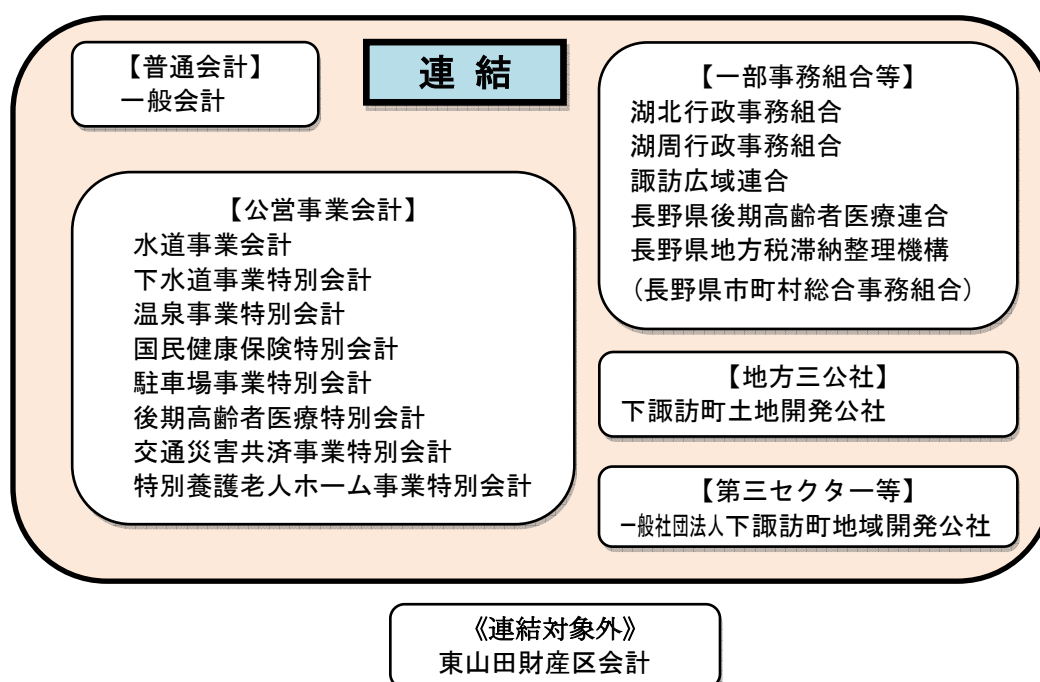 連結
【普通会計】
一般会計
【公営事業会計】
水道事業会計
下水道事業特別会計
温泉事業特別会計
国民健康保険特別会計
駐車場事業特別会計
後期高齢者医療特別会計
交通災害共済事業特別会計
特別養護老人ホーム事業特別会計
【一部事務組合等】
湖北行政事務組合
湖周行政事務組合
諏訪広域連合
長野県後期高齢者医療連合
長野県地方税滞納整理機構
（長野県市町村総合事務組合）
【地方三公社】
下諏訪町土地開発公社
【第三セクター等】
一般社団法人下諏訪町地域開発公社
《連結対象外》
東山田財産区会計